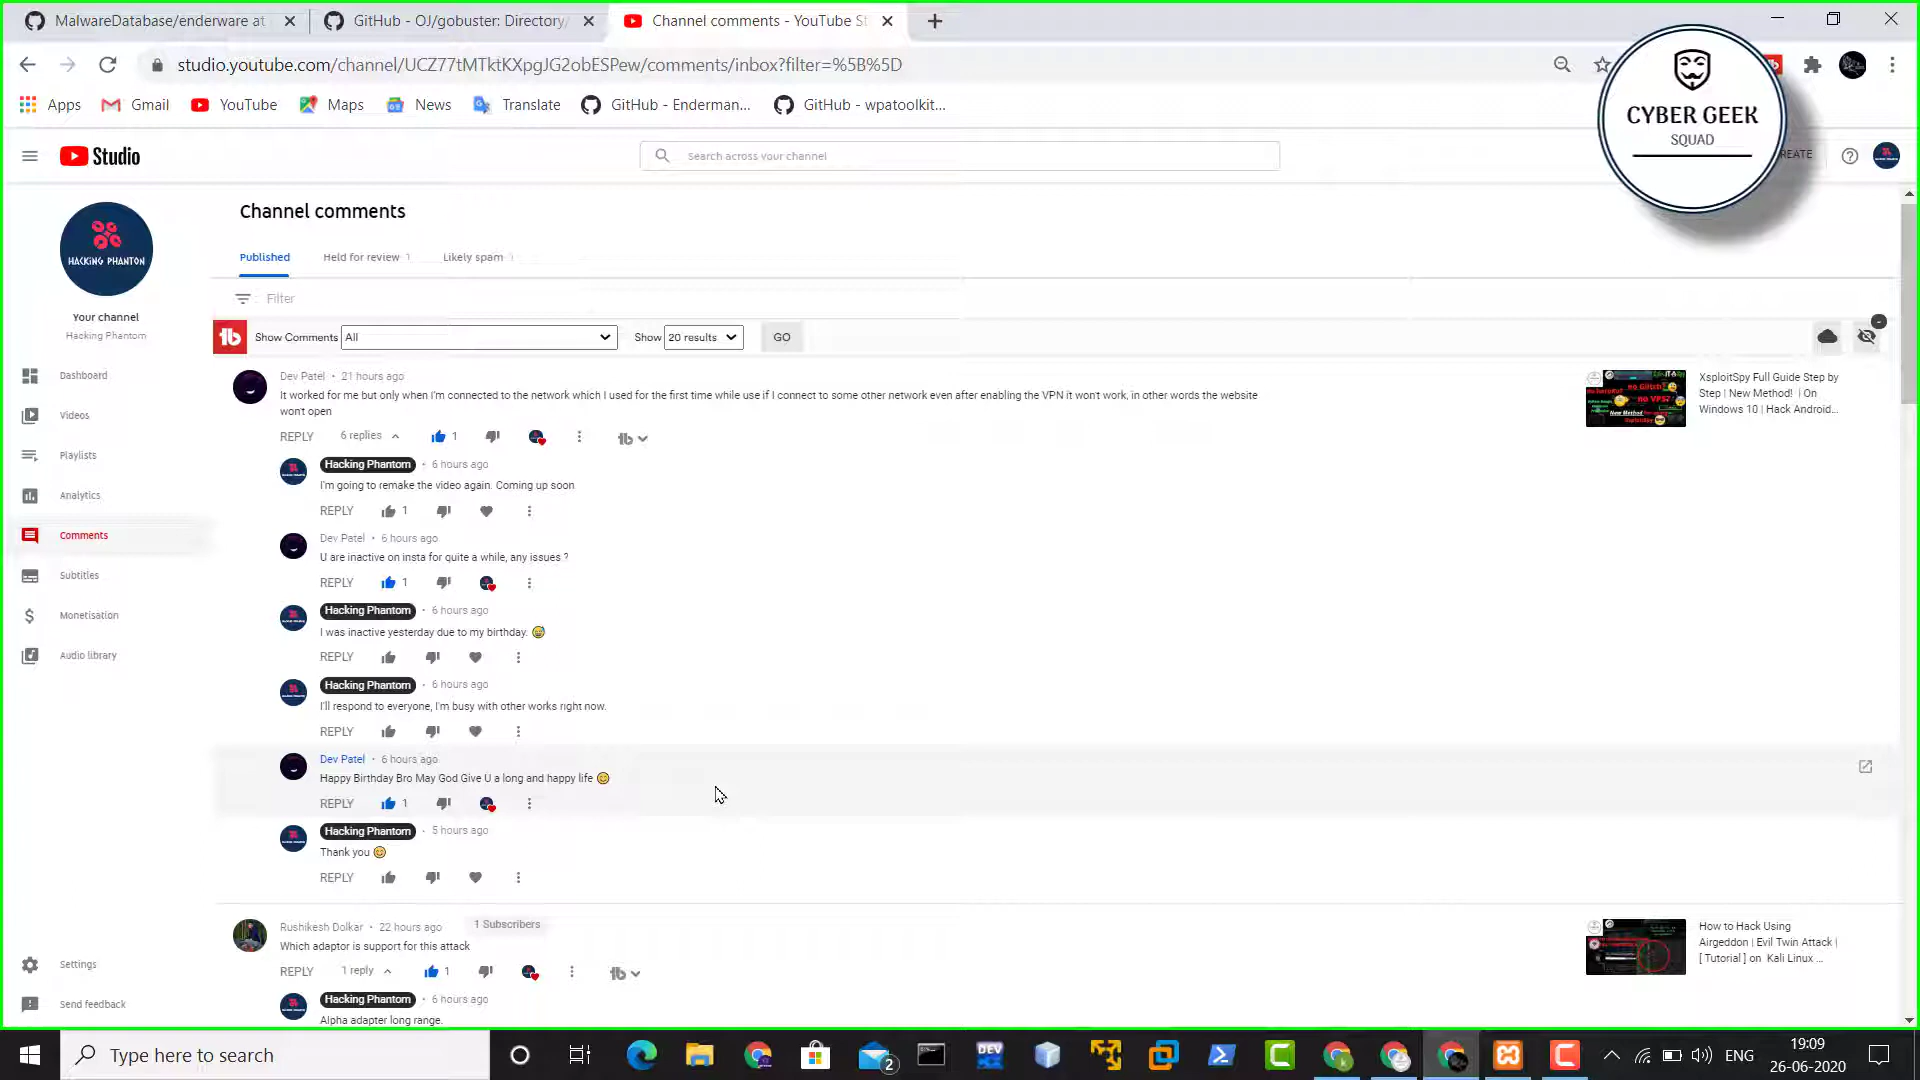 MalwareDatabase/enderware at
GitHub - OJ/gobuster: Directory/
Channel comments - YouTube St
studio.youtube.com/channel/UCZ77tMTktKXpgJG2obESPew/comments/inbox?filter=%5B%5D
Apps
Gmail
YouTube
Maps
News
Translate
GitHub - Enderman...
GitHub - wpatoolkit...
CYBER GEEK
SQUAD
Studio
Search across your channel
REATE
Channel comments
HACKING PHANTON
Your channel
Hacking Phantom
Published
Held for review 1
Likely spam 1
Filter
tb Show Comments All Show 20 results GO
Dashboard
Videos
Playlists
Analytics
Comments
Subtitles
Monetisation
Audio library
Settings
Send feedback
Dev Patel • 21 hours ago
It worked for me but only when I'm connected to the network which I used for the first time while use if I connect to some other network even after enabling the VPN it won't work, in other words the website
won't open
REPLY 6 replies 1 tb
XsploitSpy Full Guide Step by
Step | New Method! | On
Windows 10 | Hack Android...
Hacking Phantom • 6 hours ago
I'm going to remake the video again. Coming up soon
REPLY 1
Dev Patel • 6 hours ago
U are inactive on insta for quite a while, any issues ?
REPLY 1
Hacking Phantom • 6 hours ago
I was inactive yesterday due to my birthday. 😅
REPLY
Hacking Phantom • 6 hours ago
I'll respond to everyone, I'm busy with other works right now.
REPLY
Dev Patel • 6 hours ago
Happy Birthday Bro May God Give U a long and happy life 😊
REPLY 1
Hacking Phantom • 5 hours ago
Thank you 😊
REPLY
Rushikesh Dolkar • 22 hours ago 1 Subscribers
Which adaptor is support for this attack
REPLY 1 reply 1 tb
How to Hack Using
Airgeddon | Evil Twin Attack |
[ Tutorial ] on Kali Linux ...
Hacking Phantom • 6 hours ago
Alpha adapter long range.
Type here to search
2
DEV
ENG
19:09
26-06-2020